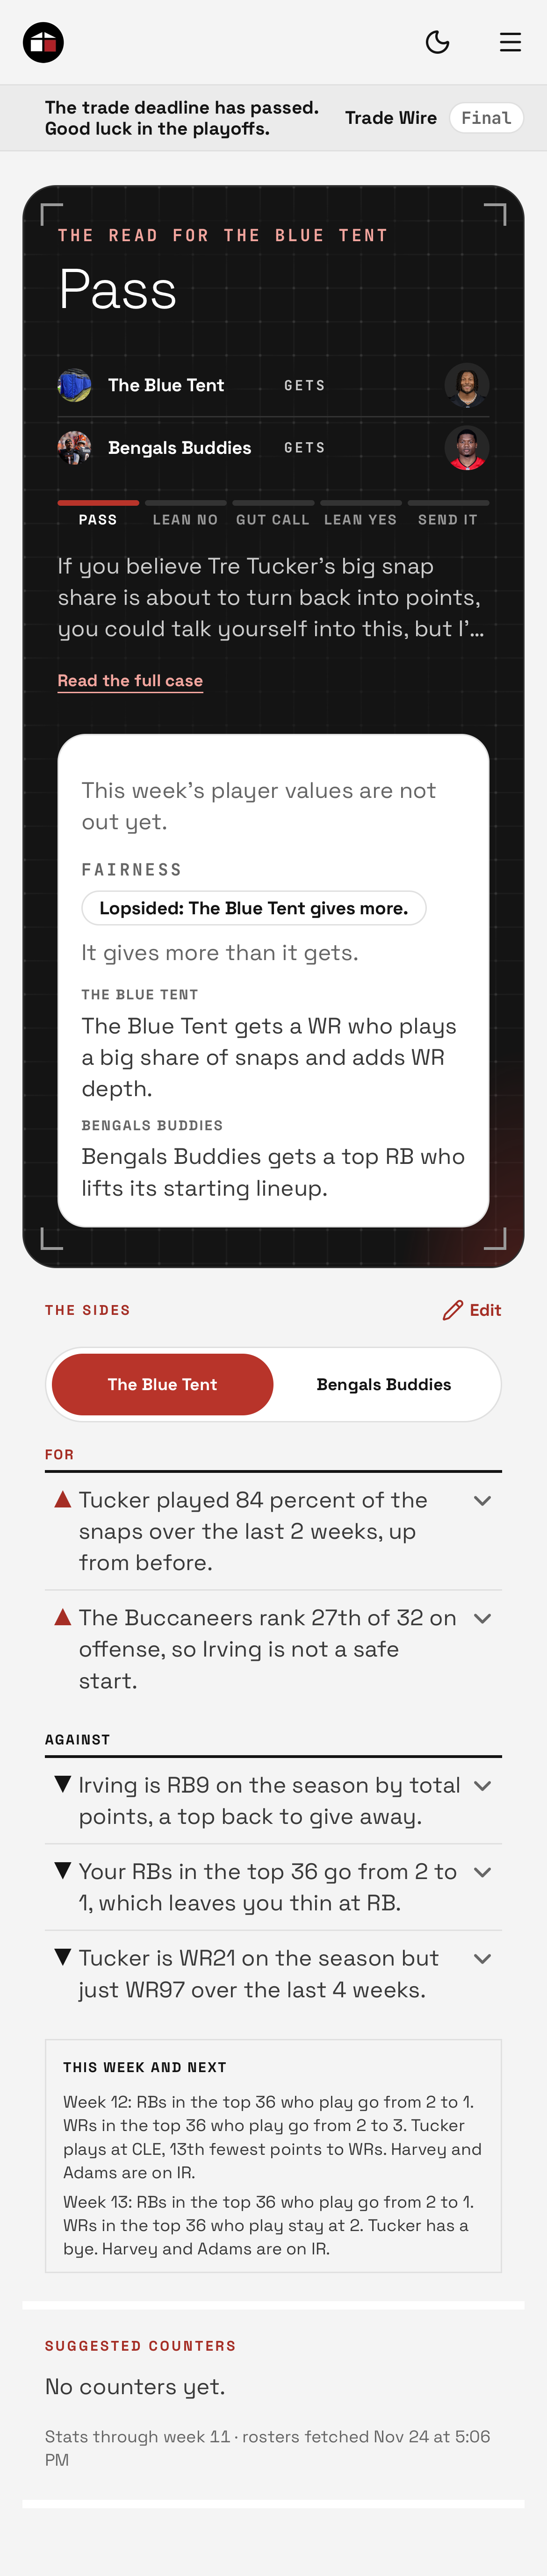 The trade deadline has passed.
Good luck in the playoffs.
Trade Wire
Final
THE READ FOR THE BLUE TENT
Pass
The Blue Tent
GETS
Bengals Buddies
GETS
PASS
LEAN NO
GUT CALL
LEAN YES
SEND IT
If you believe Tre Tucker's big snap
share is about to turn back into points,
you could talk yourself into this, but I'...
Read the full case
This week's player values are not
out yet.
FAIRNESS
Lopsided: The Blue Tent gives more.
It gives more than it gets.
THE BLUE TENT
The Blue Tent gets a WR who plays
a big share of snaps and adds WR
depth.
BENGALS BUDDIES
Bengals Buddies gets a top RB who
lifts its starting lineup.
THE SIDES
Edit
The Blue Tent
Bengals Buddies
FOR
Tucker played 84 percent of the
snaps over the last 2 weeks, up
from before.
The Buccaneers rank 27th of 32 on
offense, so Irving is not a safe
start.
AGAINST
Irving is RB9 on the season by total
points, a top back to give away.
Your RBs in the top 36 go from 2 to
1, which leaves you thin at RB.
Tucker is WR21 on the season but
just WR97 over the last 4 weeks.
THIS WEEK AND NEXT
Week 12: RBs in the top 36 who play go from 2 to 1.
WRs in the top 36 who play go from 2 to 3. Tucker
plays at CLE, 13th fewest points to WRs. Harvey and
Adams are on IR.
Week 13: RBs in the top 36 who play go from 2 to 1.
WRs in the top 36 who play stay at 2. Tucker has a
bye. Harvey and Adams are on IR.
SUGGESTED COUNTERS
No counters yet.
Stats through week 11 · rosters fetched Nov 24 at 5:06
PM